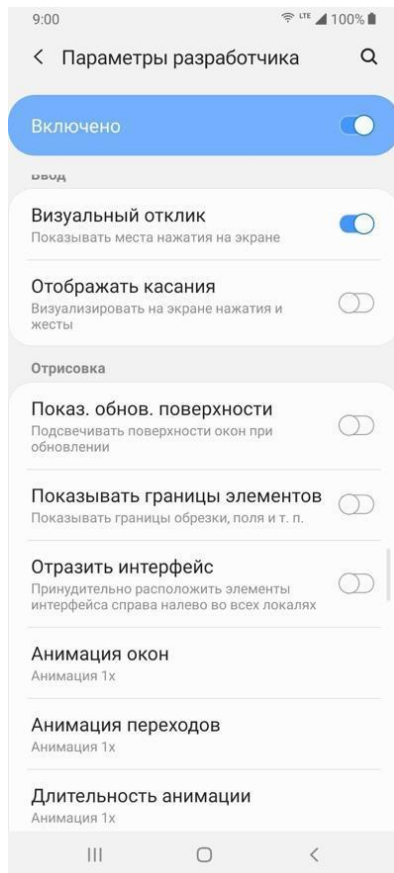 9:00 LTE 100%
Параметры разработчика
Включено
Ввод
Визуальный отклик
Показывать места нажатия на экране
Отображать касания
Визуализировать на экране нажатия и
жесты
Отрисовка
Показ. обнов. поверхности
Подсвечивать поверхности окон при
обновлении
Показывать границы элементов
Показывать границы обрезки, поля и т. п.
Отразить интерфейс
Принудительно расположить элементы
интерфейса справа налево во всех локалях
Анимация окон
Анимация 1x
Анимация переходов
Анимация 1x
Длительность анимации
Анимация 1x